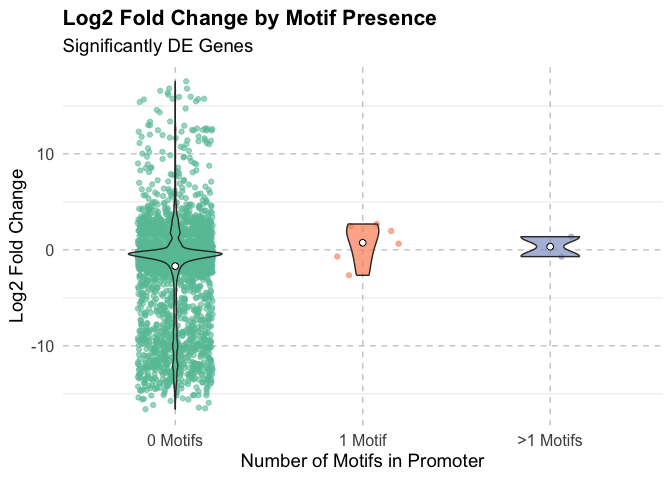 Log2 Fold Change by Motif Presence
Significantly DE Genes
Log2 Fold Change
10
0
-10
0 Motifs
1 Motif
>1 Motifs
Number of Motifs in Promoter